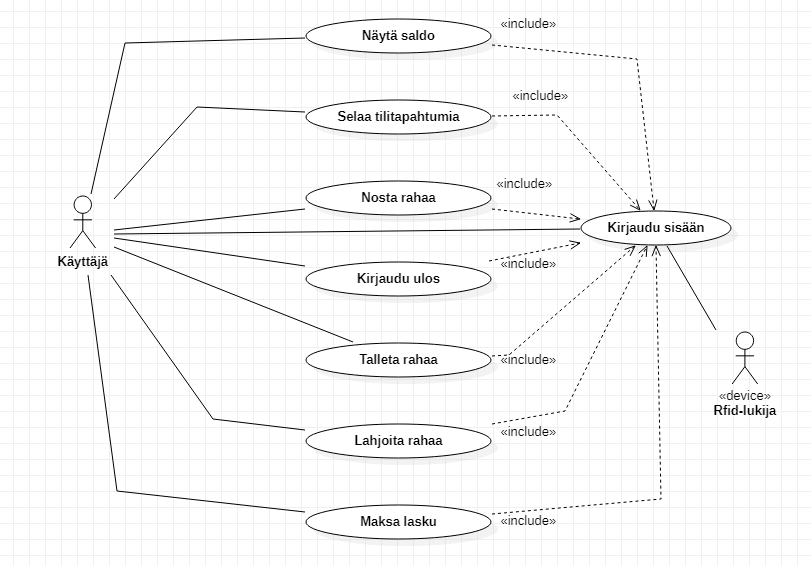 «include»
Näytä saldo
«include»
Selaa tilitapahtumia
«include»
Nosta rahaa
Kirjaudu sisään
Käyttäjä
«include»
Kirjaudu ulos
Talleta rahaa
«include»
«device»
Rfid-lukija
«include»
Lahjoita rahaa
Maksa lasku
«include»